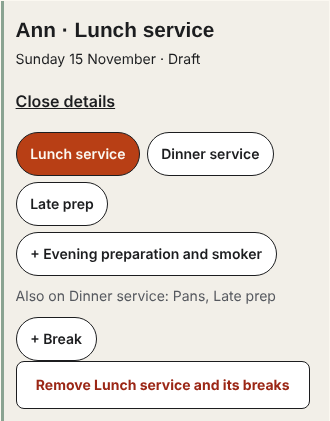 Ann · Lunch service
Sunday 15 November · Draft
Close details
Lunch service
Dinner service
Late prep
+ Evening preparation and smoker
Also on Dinner service: Pans, Late prep
+ Break
Remove Lunch service and its breaks